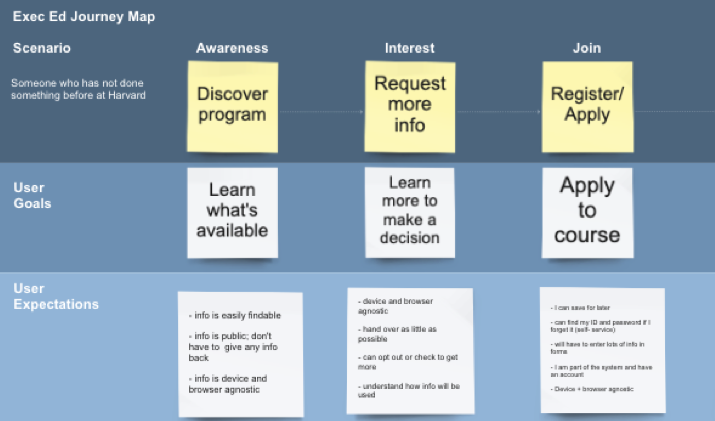 Exec Ed Journey Map
Scenario
Awareness
Interest
Join
Someone who has not done
something before at Harvard
Discover
program
Request
more
info
Register/
Apply
User
Goals
Learn
what's
available
Learn
more to
make a
decision
Apply
to
course
User
Expectations
- info is easily findable
- info is public; don't
have to give any info
back
- info is device and
browser agnostic
- device and browser
agnostic
- hand over as little as
possible
- can opt out or check to get
more
- understand how info will be
used
- I can save for later
- can find my ID and password if I
forget it (self- service)
- will have to enter lots of info in
forms
- I am part of the system and have
an account
- Device + browser agnostic